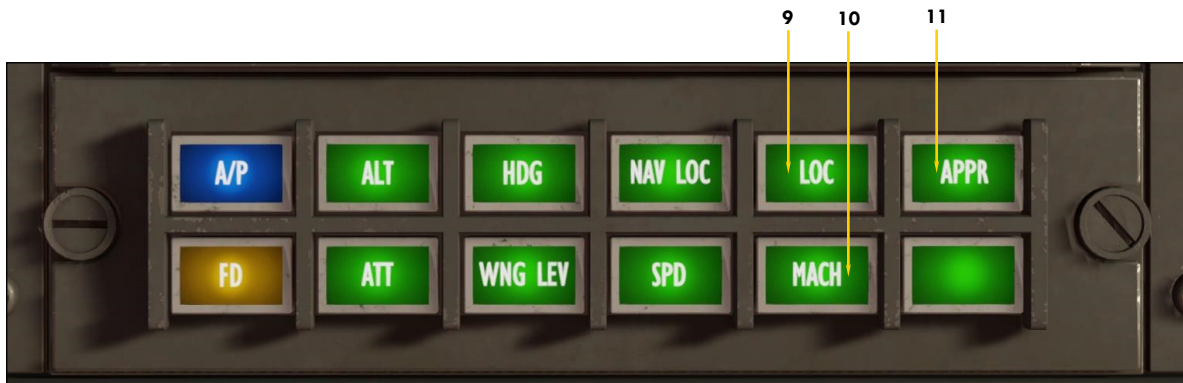 9 10 11
A/P ALT HDG NAV LOC LOC APPR
FD ATT WNG LEV SPD MACH